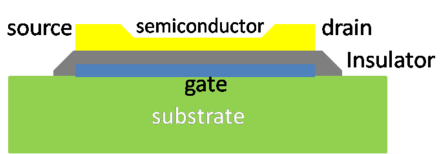 source semiconductor drain
Insulator
gate
substrate